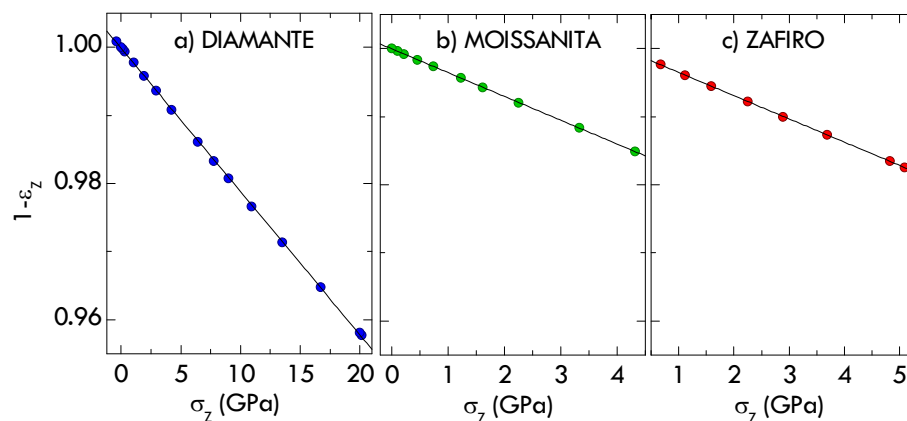 a) DIAMANTE
b) MOISSANITA
c) ZAFIRO
1.00
0.98
0.96
1-εz
0 5 10 15 20
0 1 2 3 4
1 2 3 4 5
σz (GPa)
σz (GPa)
σz (GPa)